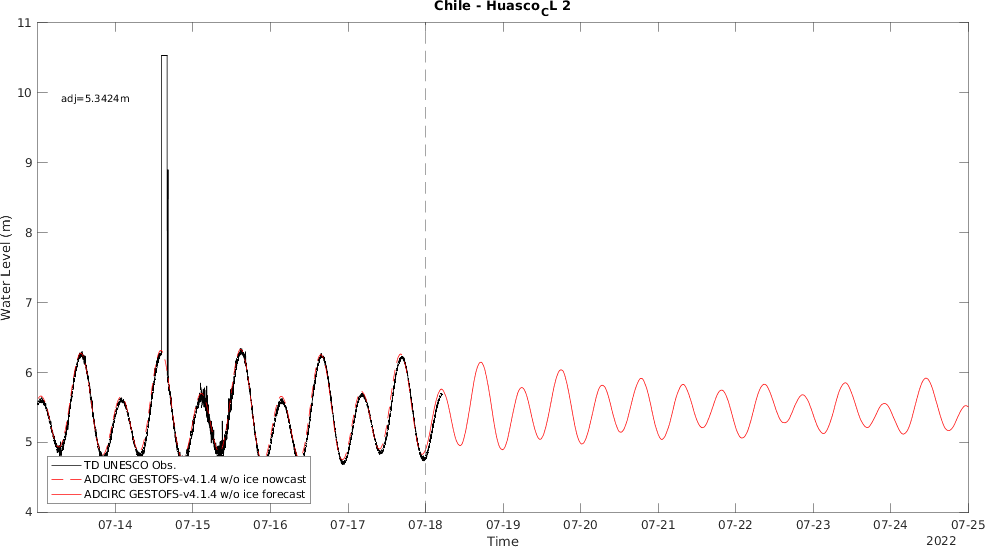 Chile - Huasco_CL 2
adj=5.3424m
Water Level (m)
11
10
9
8
7
6
5
4
TD UNESCO Obs.
ADCIRC GESTOFS-v4.1.4 w/o ice nowcast
ADCIRC GESTOFS-v4.1.4 w/o ice forecast
07-14 07-15 07-16 07-17 07-18 07-19 07-20 07-21 07-22 07-23 07-24 07-25
Time
2022